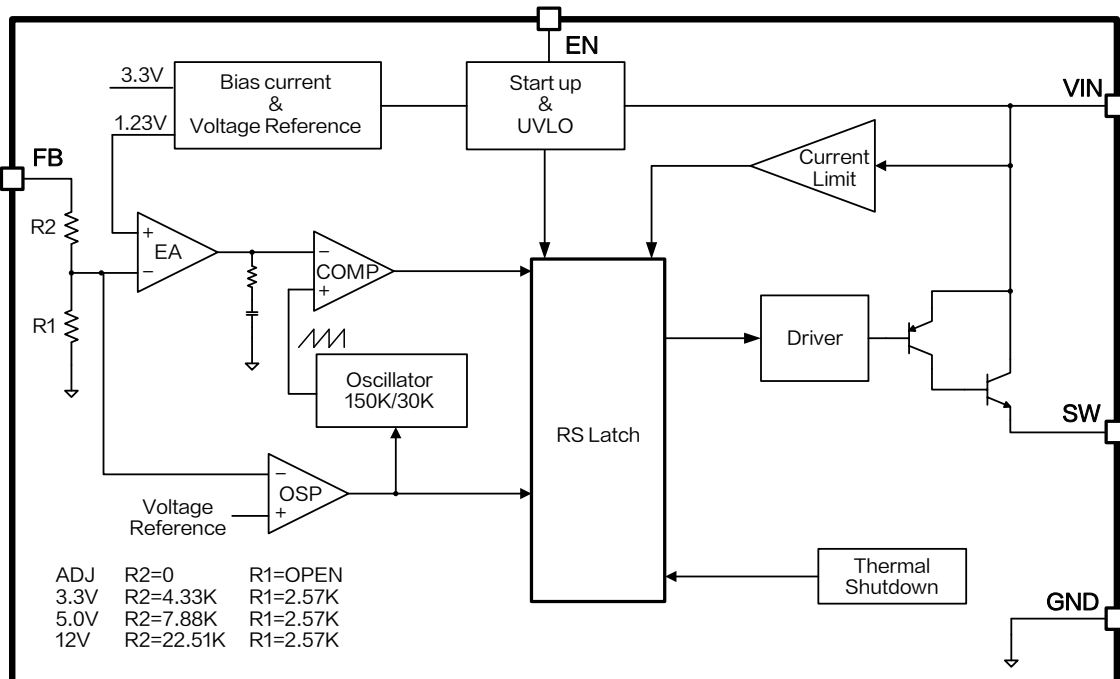 EN
3.3V
Bias current
&
Voltage Reference
1.23V
Start up
&
UVLO
VIN
FB
Current
Limit
R2
+
EA
−
−
COMP
+
R1
Oscillator
150K/30K
Driver
RS Latch
SW
−
OSP
+
Voltage
Reference
Thermal
Shutdown
GND
ADJ R2=0 R1=OPEN
3.3V R2=4.33K R1=2.57K
5.0V R2=7.88K R1=2.57K
12V R2=22.51K R1=2.57K